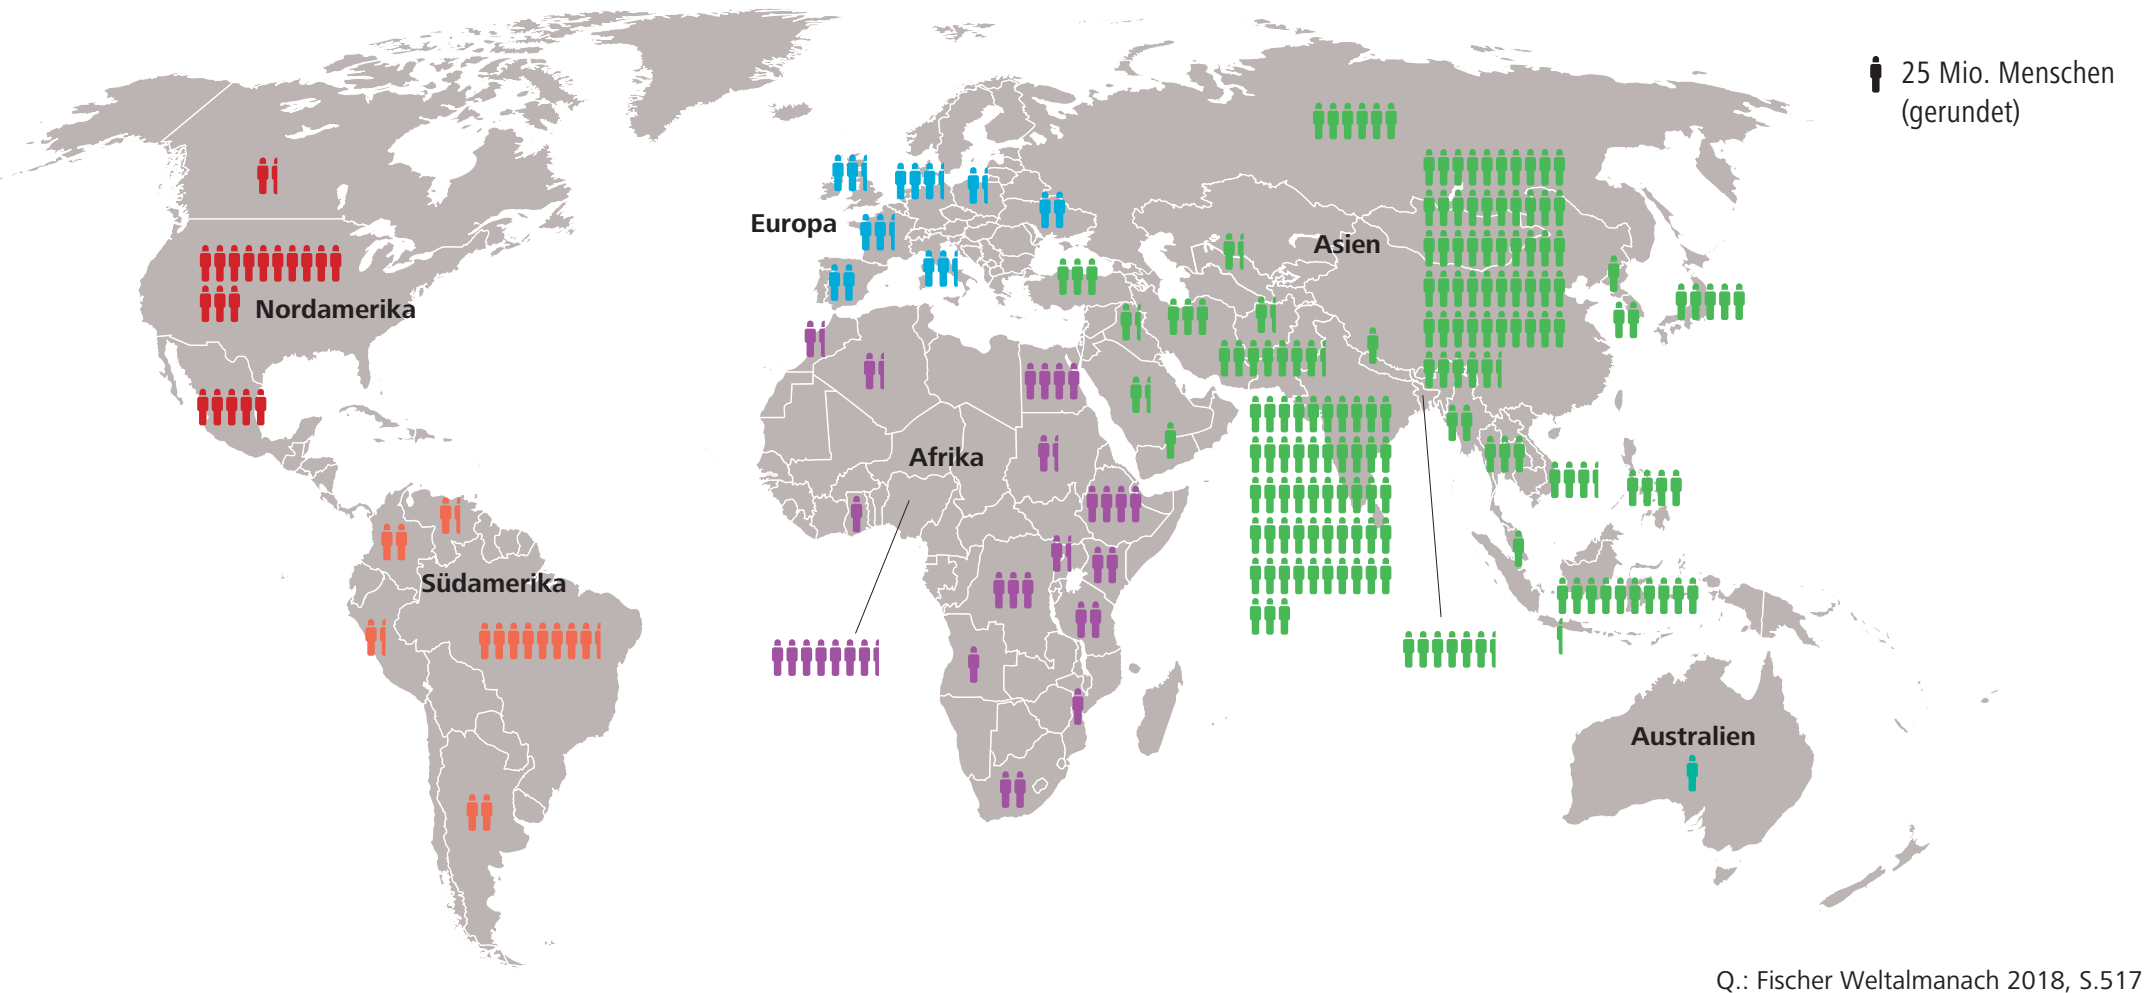 25 Mio. Menschen
(gerundet)
Europa
Asien
Nordamerika
Afrika
Südamerika
Australien
Q.: Fischer Weltalmanach 2018, S.517